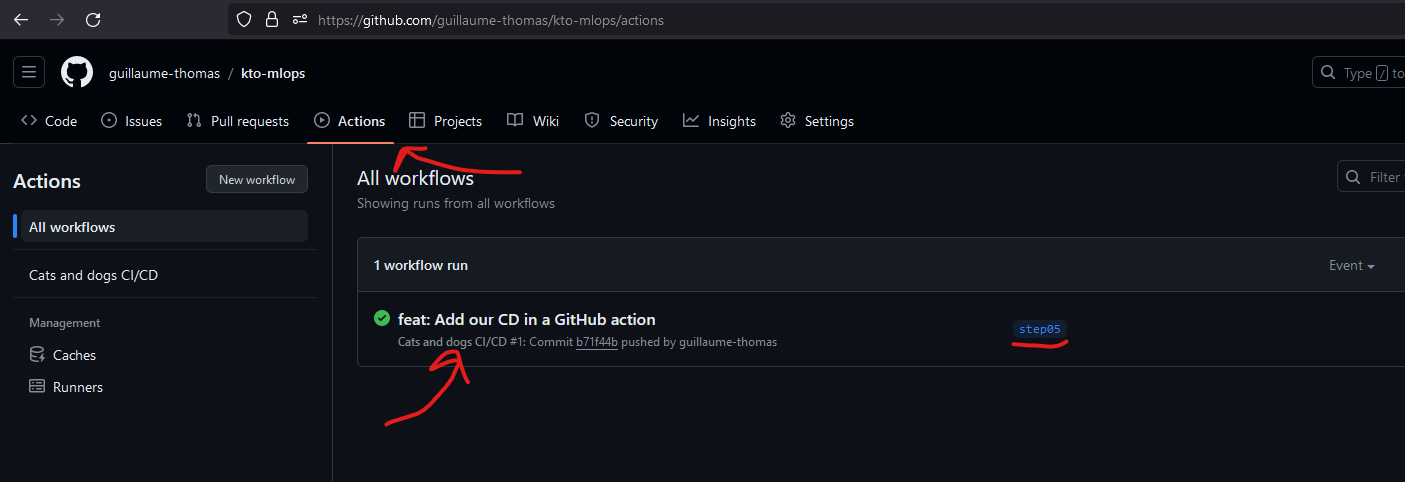 https://github.com/guillaume-thomas/kto-mlops/actions
guillaume-thomas / kto-mlops
Type / to
Code Issues Pull requests Actions Projects Wiki Security Insights Settings
Actions
New workflow
All workflows
Cats and dogs CI/CD
Management
Caches
Runners
All workflows
Showing runs from all workflows
Filter
1 workflow run
Event
feat: Add our CD in a GitHub action
step05
Cats and dogs CI/CD #1: Commit b71f44b pushed by guillaume-thomas